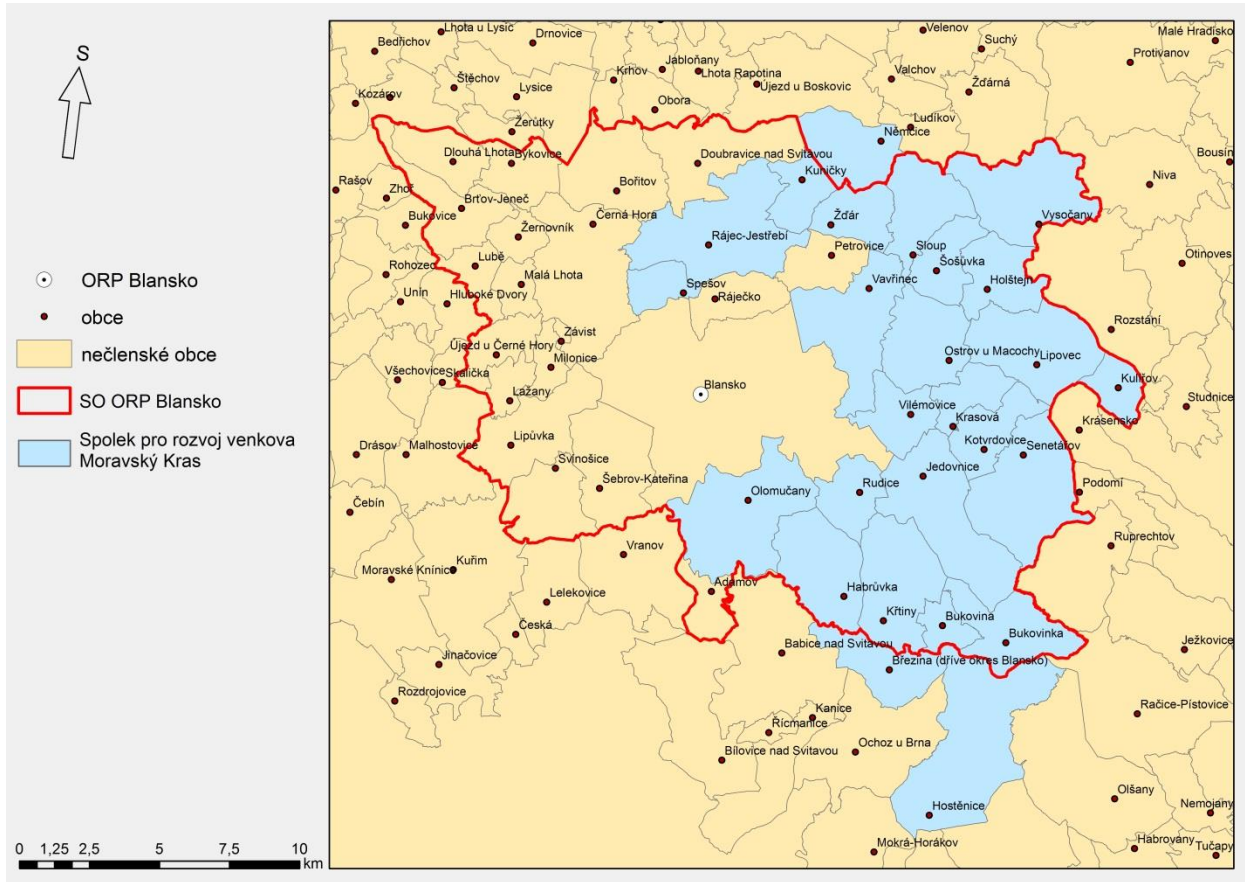 S
ORP Blansko
obce
nečlenské obce
SO ORP Blansko
Spolek pro rozvoj venkova
Moravský Kras
0 1,25 2,5 5 7,5 10
km
Lhota u Lysic
Velenov
Malé Hradisko
Bedřichov
Drnovice
Suchý
Protivanov
Jabloňany
Krhov
Lhota Rapotina
Valchov
Štěchov
Újezd u Boskovic
Žďárná
Kozárov
Lysice
Obora
Žerůtky
Ludíkov
Němčice
Dlouhá Lhota
Býkovice
Doubravice nad Svitavou
Bousín
Kuničky
Niva
Rašov
Zhoř
Bořitov
Brťov-Jeneč
Bukovice
Černá Hora
Žďár
Vysočany
Žernovník
Rájec-Jestřebí
Petrovice
Sloup
Otinoves
Lubě
Šošůvka
Rohozec
Malá Lhota
Vavřinec
Holštejn
Spešov
Unín
Hluboké Dvory
Ráječko
Rozstání
Závist
Újezd u Černé Hory
Milonice
Ostrov u Macochy
Lipovec
Všechovice
Skalička
Kulířov
Blansko
Lažany
Studnice
Vilémovice
Krasová
Krásensko
Lipůvka
Kotvrdovice
Senetářov
Drásov
Malhostovice
Svinošice
Jedovnice
Šebrov-Kateřina
Olomučany
Rudice
Podomí
Čebín
Ruprechtov
Vranov
Kuřim
Moravské Knínice
Adamov
Habrůvka
Lelekovice
Křtiny
Bukovina
Česká
Bukovinka
Babice nad Svitavou
Ježkovice
Jinačovice
Březina (dříve okres Blansko)
Rozdrojovice
Kanice
Račice-Pístovice
Řícmanice
Ochoz u Brna
Bílovice nad Svitavou
Olšany
Hostěnice
Nemojany
Mokrá-Horákov
Habrovany
Tučapy